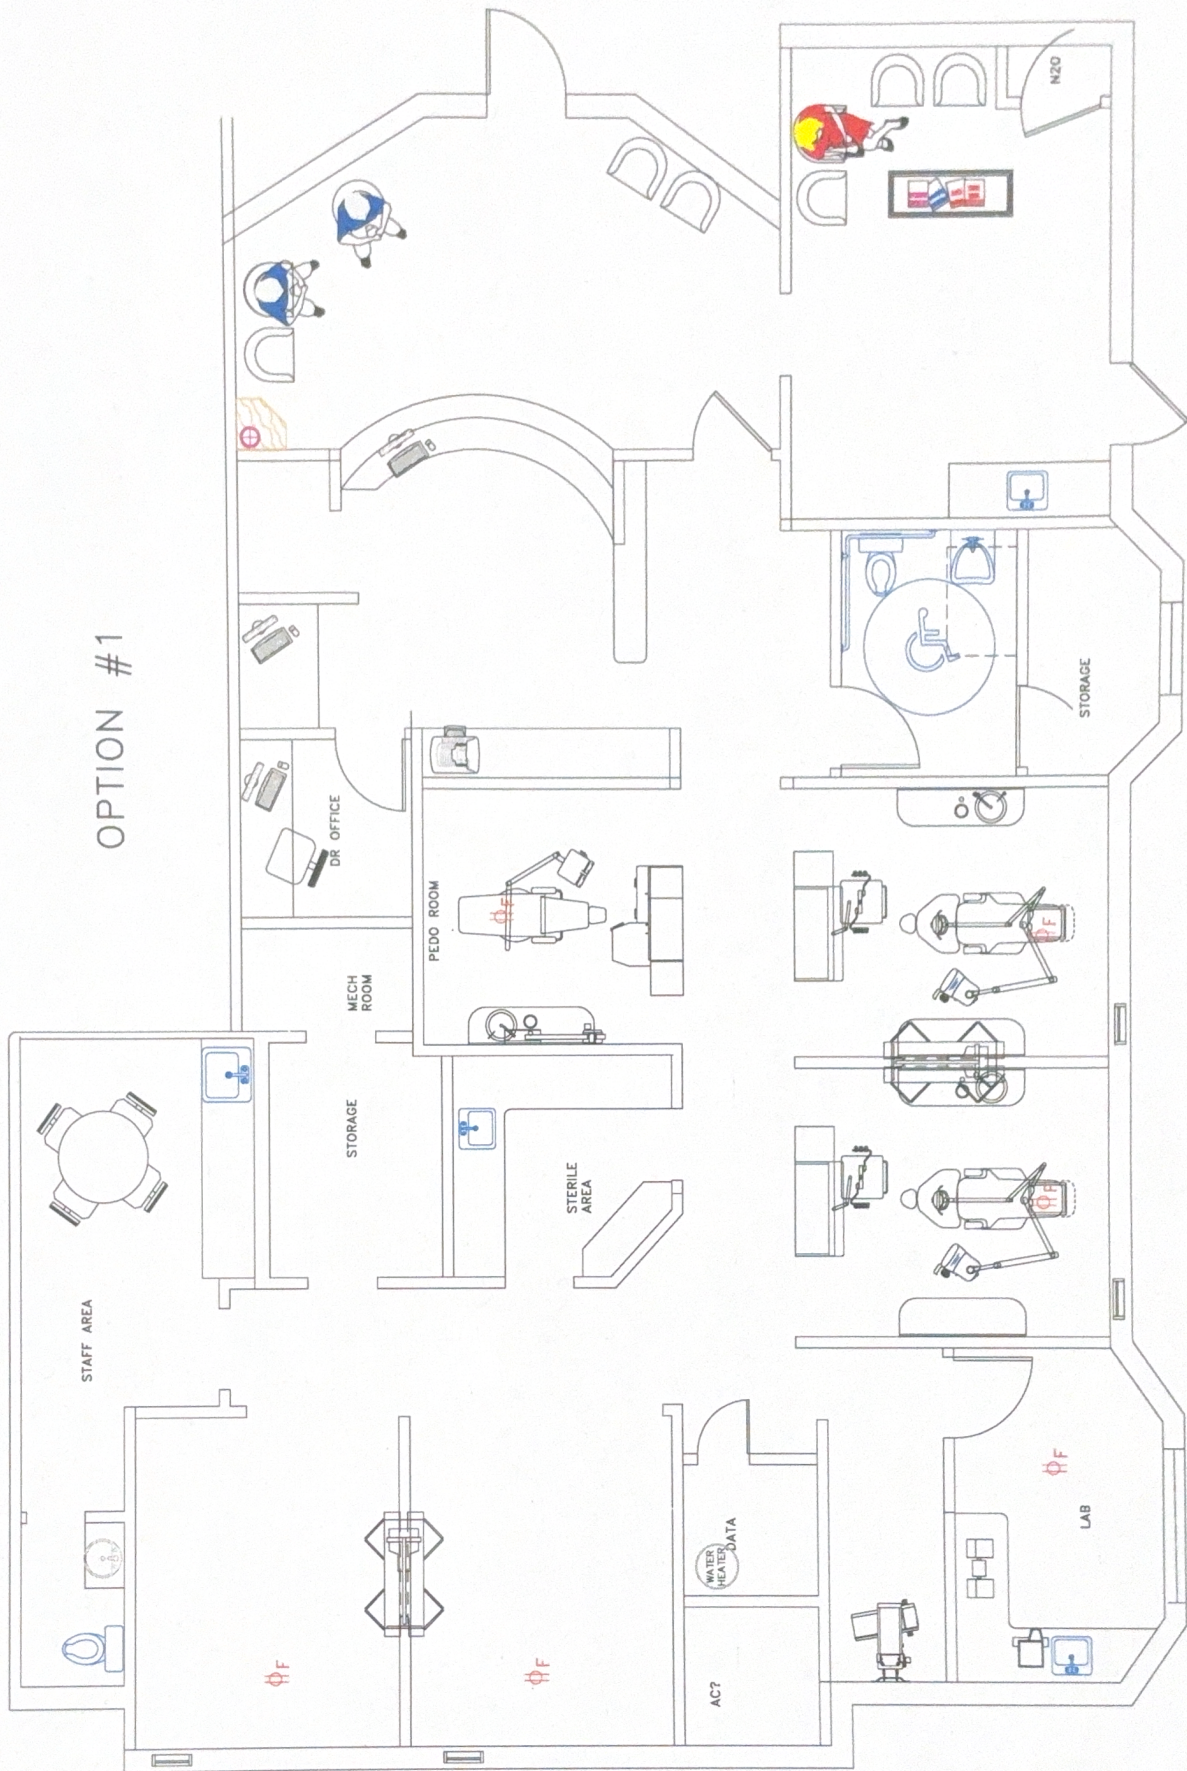 OPTION #1
N2O
DR OFFICE
STORAGE
PEDO ROOM
F
MECH
ROOM
F
STORAGE
STERILE
AREA
F
STAFF AREA
F
LAB
WATER
HEATER
DATA
F
F
AC?